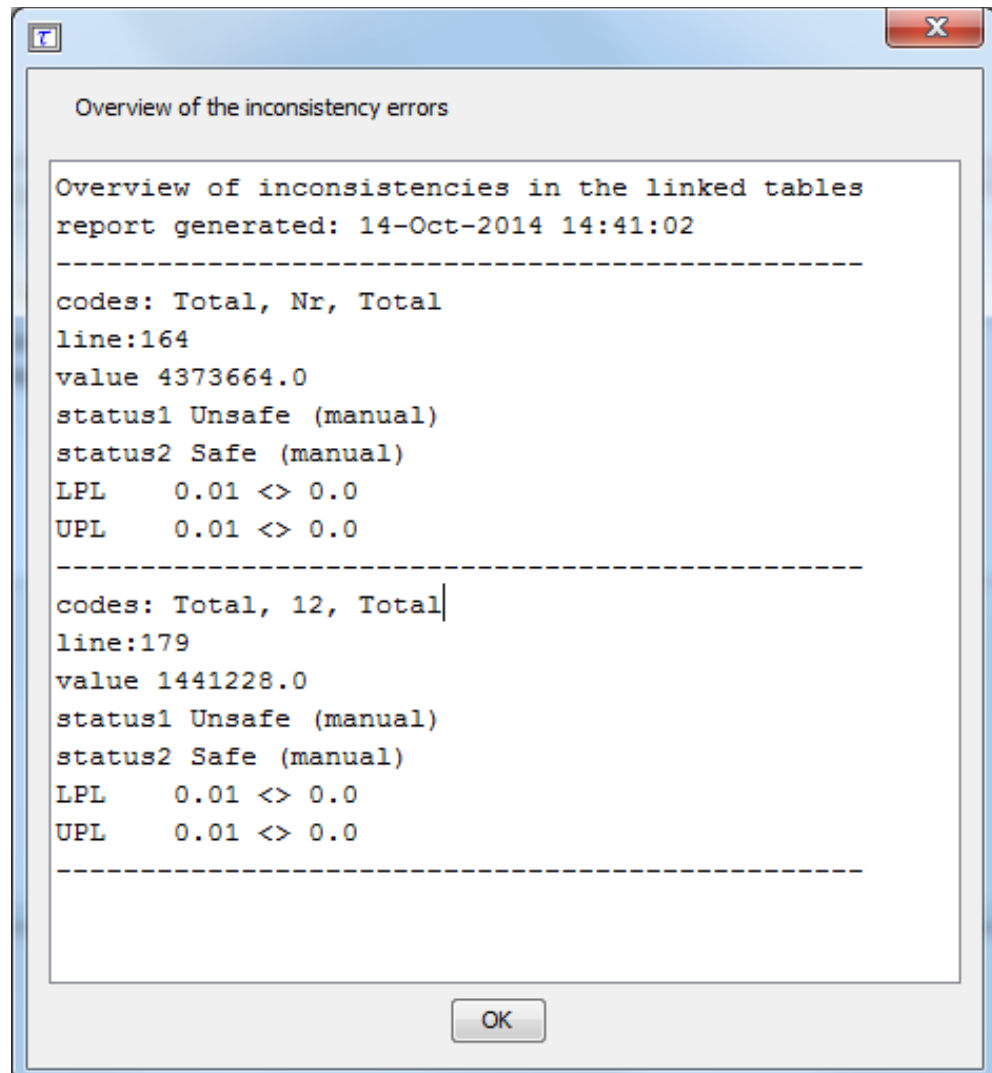 τ
x
Overview of the inconsistency errors
Overview of inconsistencies in the linked tables
report generated: 14-Oct-2014 14:41:02
------------------------------------------------
codes: Total, Nr, Total
line:164
value 4373664.0
status1 Unsafe (manual)
status2 Safe (manual)
LPL    0.01 <> 0.0
UPL    0.01 <> 0.0
------------------------------------------------
codes: Total, 12, Total
line:179
value 1441228.0
status1 Unsafe (manual)
status2 Safe (manual)
LPL    0.01 <> 0.0
UPL    0.01 <> 0.0
------------------------------------------------
OK